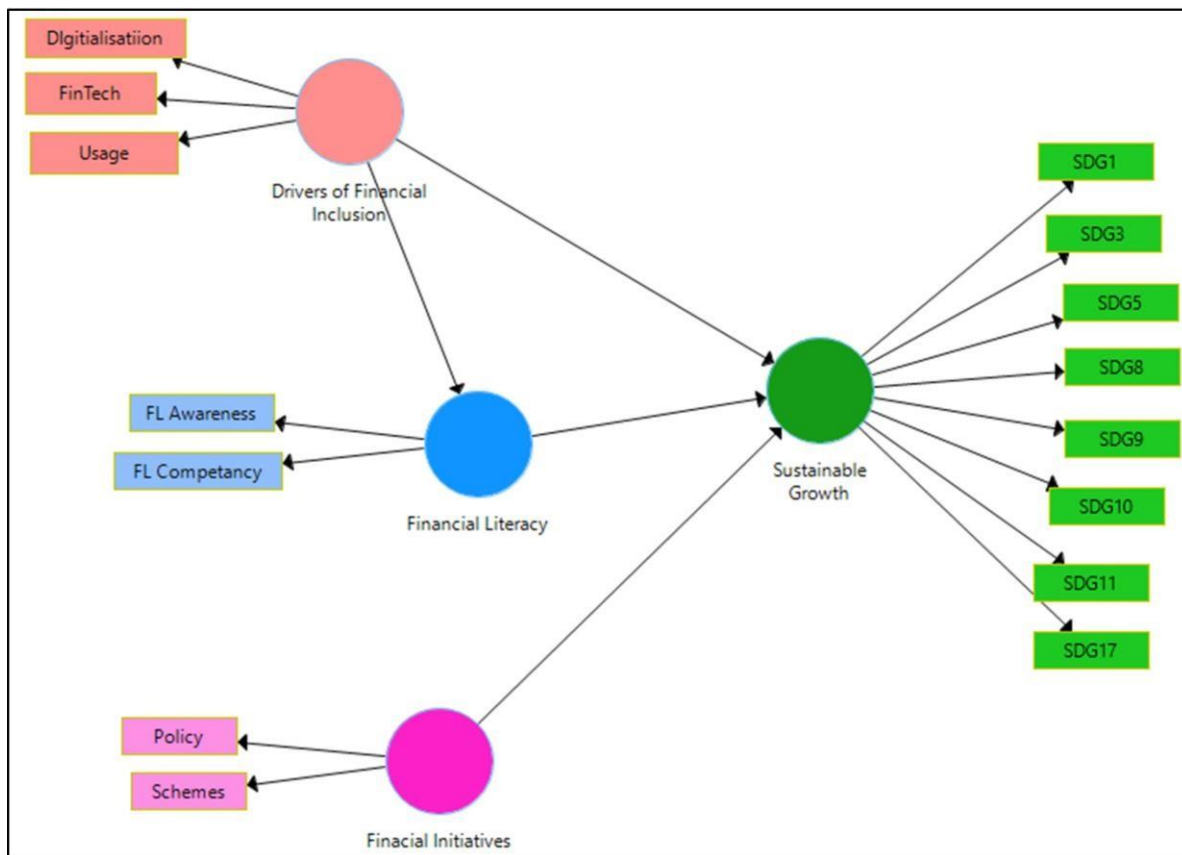 DIgitialisatiion
FinTech
Usage
Drivers of Financial
Inclusion
SDG1
SDG3
SDG5
SDG8
SDG9
SDG10
SDG11
SDG17
FL Awareness
FL Competancy
Financial Literacy
Sustainable
Growth
Policy
Schemes
Finacial Initiatives